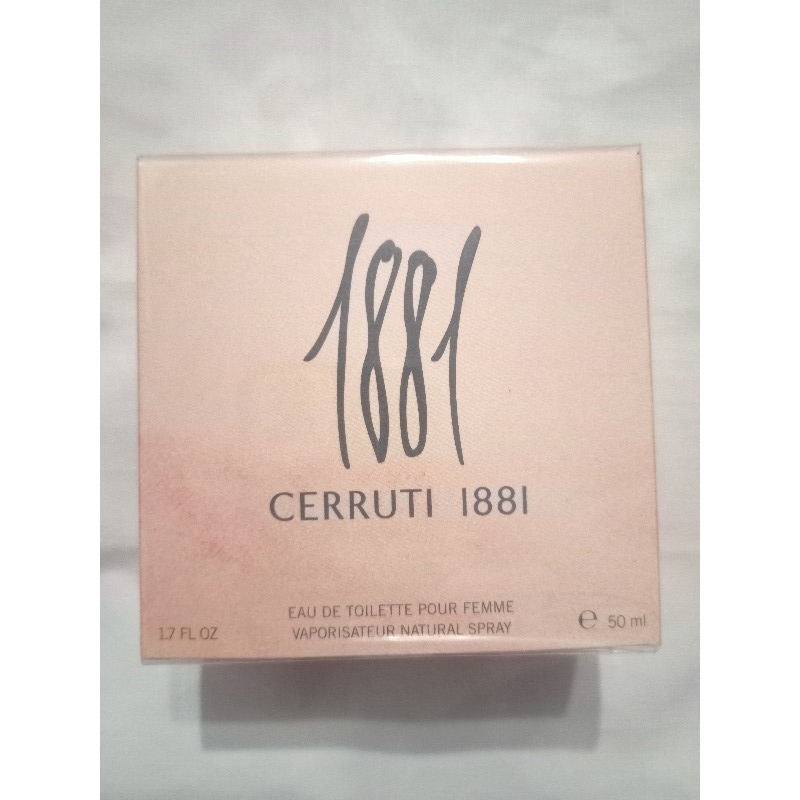 1881
CERRUTI 1881
EAU DE TOILETTE POUR FEMME
VAPORISATEUR NATURAL SPRAY
1.7 FL OZ
℮ 50 ml